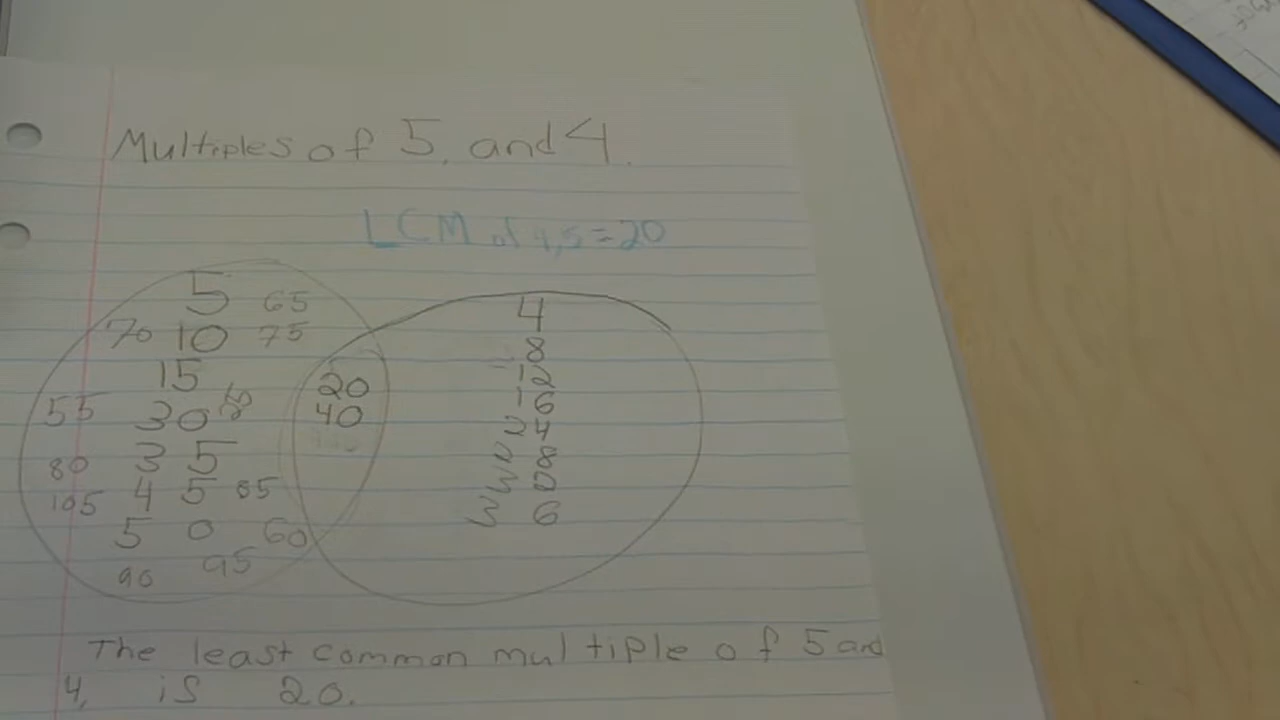 Multiples of 5, and 4.
LCM of 4,5=20
5 65
70 10 75
15
20
55 30
40
80 35
105 45 85
50 60
90 95
4
8
12
16
24
28
30
36
The least common multiple of 5 and
4, is 20.